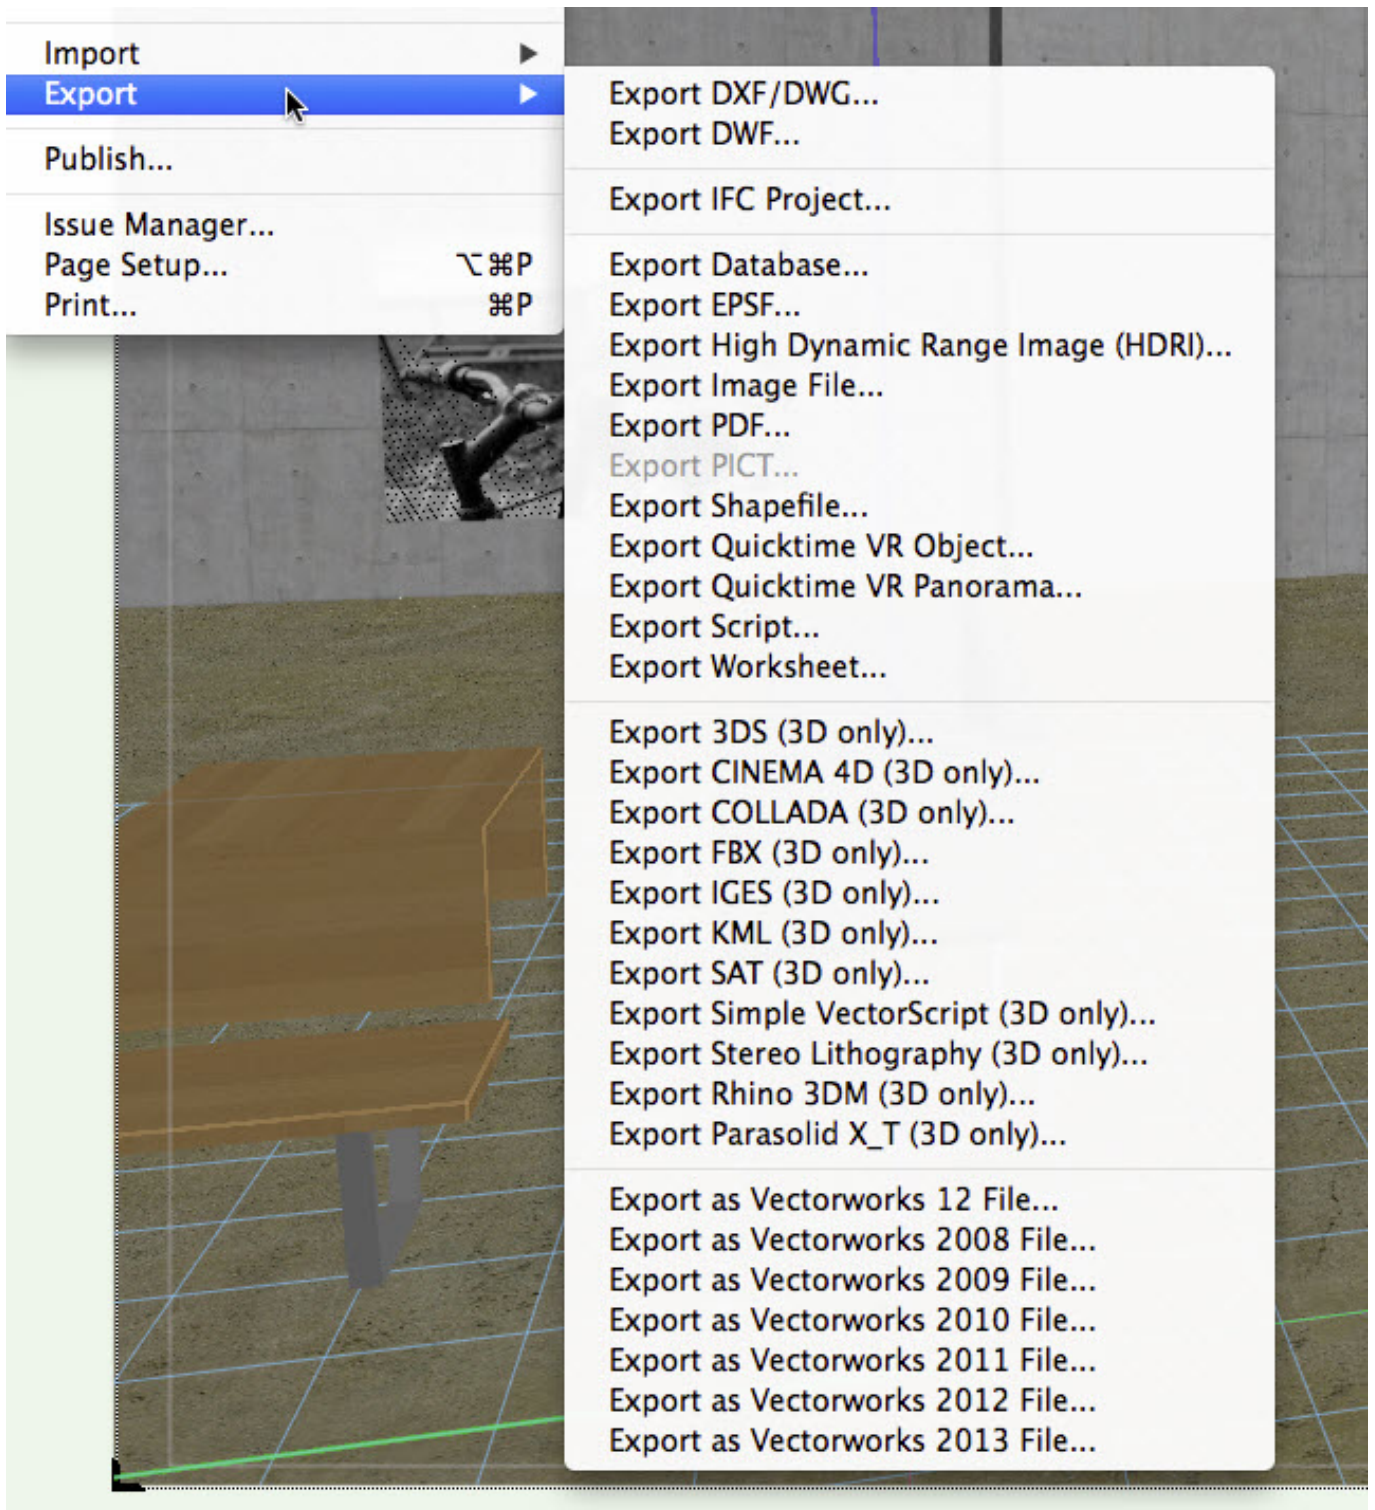 Import
Export
Publish...
Issue Manager...
Page Setup... ⌥⌘P
Print... ⌘P
Export DXF/DWG...
Export DWF...
Export IFC Project...
Export Database...
Export EPSF...
Export High Dynamic Range Image (HDRI)...
Export Image File...
Export PDF...
Export PICT...
Export Shapefile...
Export Quicktime VR Object...
Export Quicktime VR Panorama...
Export Script...
Export Worksheet...
Export 3DS (3D only)...
Export CINEMA 4D (3D only)...
Export COLLADA (3D only)...
Export FBX (3D only)...
Export IGES (3D only)...
Export KML (3D only)...
Export SAT (3D only)...
Export Simple VectorScript (3D only)...
Export Stereo Lithography (3D only)...
Export Rhino 3DM (3D only)...
Export Parasolid X_T (3D only)...
Export as Vectorworks 12 File...
Export as Vectorworks 2008 File...
Export as Vectorworks 2009 File...
Export as Vectorworks 2010 File...
Export as Vectorworks 2011 File...
Export as Vectorworks 2012 File...
Export as Vectorworks 2013 File...